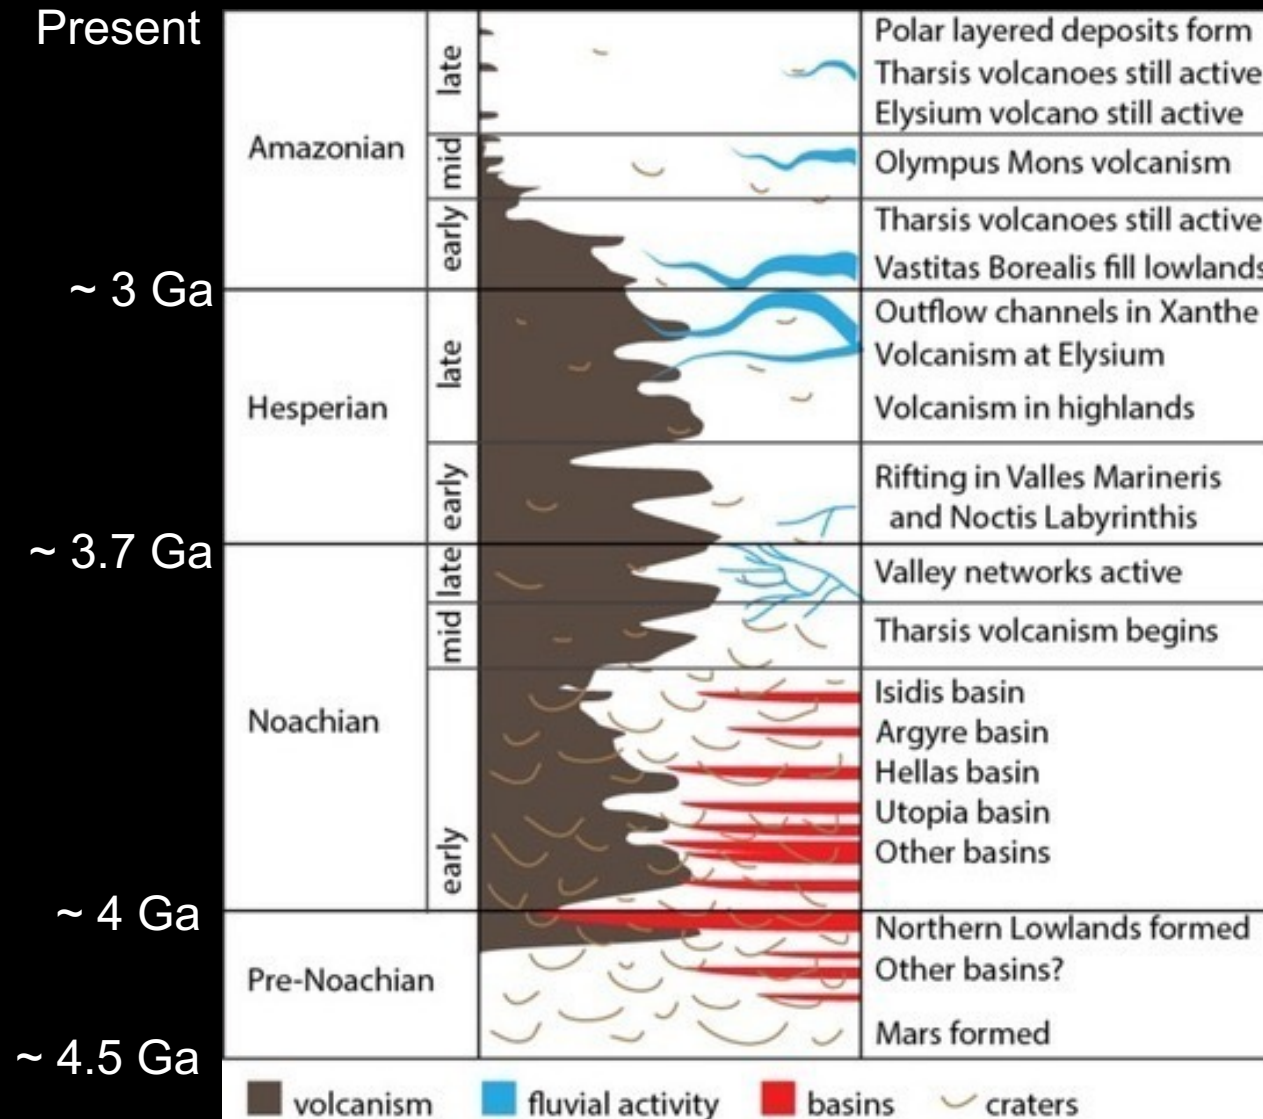 Present
Amazonian
late
Polar layered deposits form
Tharsis volcanoes still active
Elysium volcano still active
mid
Olympus Mons volcanism
early
Tharsis volcanoes still active
Vastitas Borealis fill lowlands
~ 3 Ga
Hesperian
late
Outflow channels in Xanthe
Volcanism at Elysium
Volcanism in highlands
early
Rifting in Valles Marineris
and Noctis Labyrinthis
~ 3.7 Ga
Noachian
late
Valley networks active
mid
Tharsis volcanism begins
early
Isidis basin
Argyre basin
Hellas basin
Utopia basin
Other basins
~ 4 Ga
Pre-Noachian
Northern Lowlands formed
Other basins?
Mars formed
~ 4.5 Ga
volcanism fluvial activity basins craters